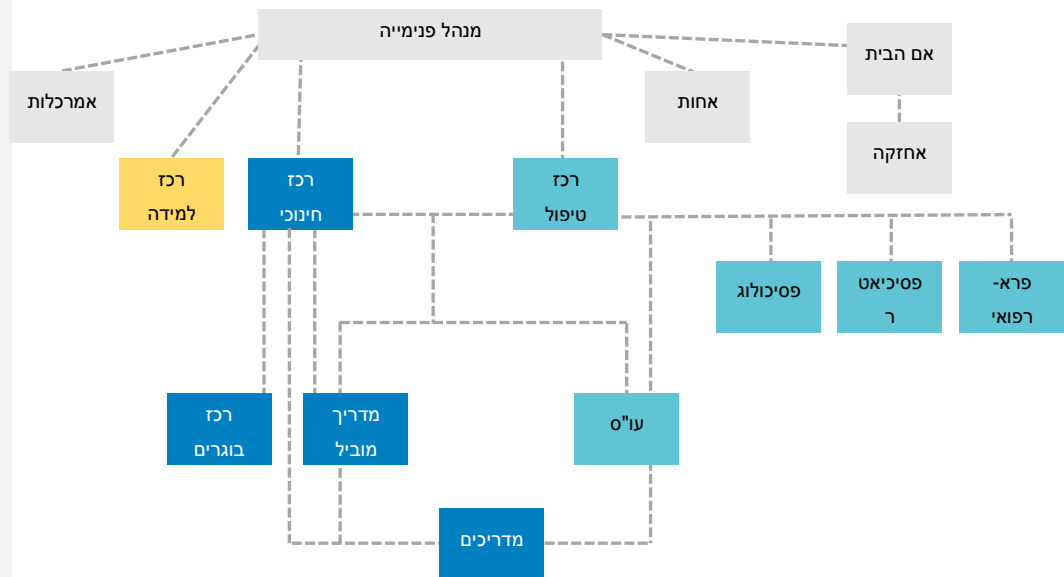 מנהל פנימייה
אם הבית
אחות
אמרכלות
אחזקה
רכז
טיפול
רכז
חינוכי
רכז
למידה
פרא-
רפואי
פסיכיאט
ר
פסיכולוג
עו"ס
מדריך
מוביל
רכז
בוגרים
מדריכים